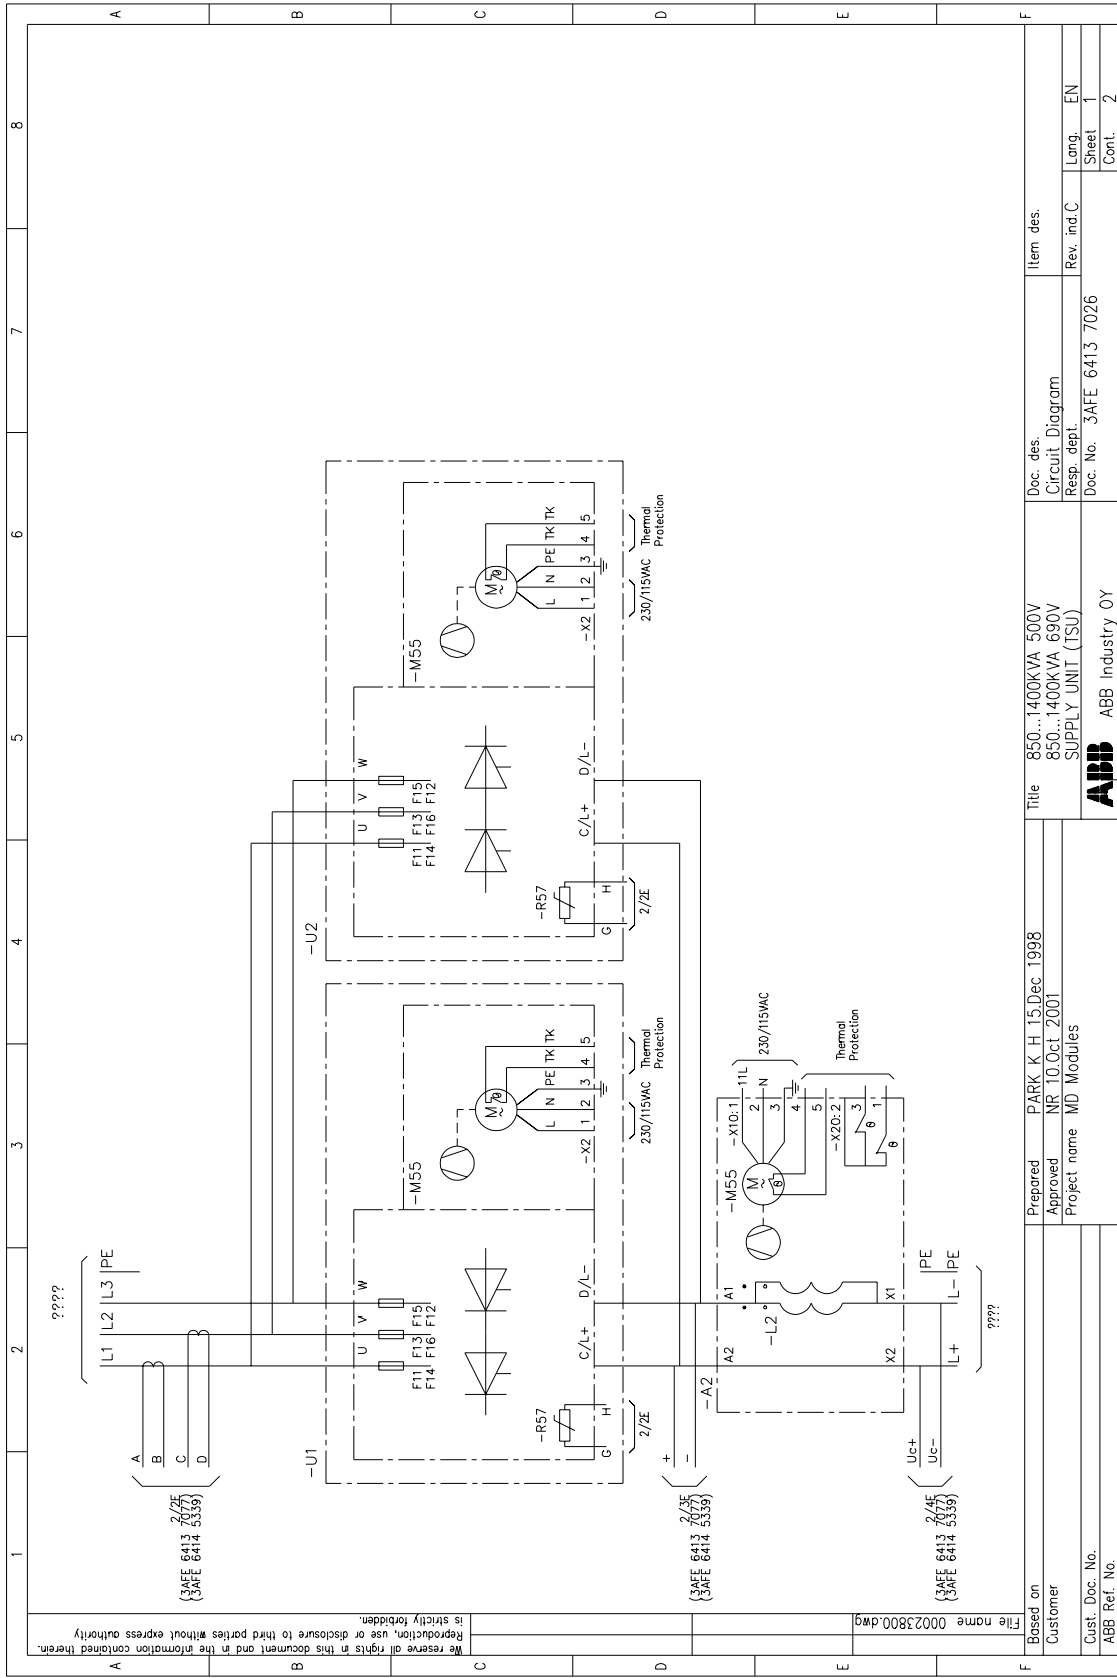 1 2 3 4 5 6 7 8
A
B
C
D
E
F
A
B
C
D
E
F
????
L1 L2 L3 PE
A
B
C
D
2/2E
(3AFE 6413 7077)
(3AFE 6414 5339)
-U1
U V W
F11 F13 F15
F14 F16 F12
-R57
G H
2/2E
C/L+ D/L-
-M55
M
~
L N PE TK TK
-X2 1 2 3 4 5
230/115VAC
Thermal
Protection
-U2
U V W
F11 F13 F15
F14 F16 F12
-R57
G H
2/2E
C/L+ D/L-
-M55
M
~
L N PE TK TK
-X2 1 2 3 4 5
230/115VAC
Thermal
Protection
+
-
2/3E
(3AFE 6413 7077)
(3AFE 6414 5339)
-A2
A2 A1
-L2
X2 X1
-M55
M
~
-X10: 1 11L
2 N
3
4
5
230/115VAC
-X20: 2
3
1
Thermal
Protection
Uc+
Uc-
2/4E
(3AFE 6413 7077)
(3AFE 6414 5339)
L+ L- PE
PE
????
We reserve all rights in this document and in the information contained therein.
Reproduction, use or disclosure to third parties without express authority
is strictly forbidden.
File name 00023800.dwg
Based on
Customer
Cust. Doc. No.
ABB Ref. No.
Prepared PARK K H 15.Dec 1998
Approved NR 10.Oct 2001
Project name MD Modules
Title 850...1400KVA 500V
850...1400KVA 690V
SUPPLY UNIT (TSU)
ABB ABB Industry OY
Doc. des.
Circuit Diagram
Resp. dept.
Doc. No. 3AFE 6413 7026
Item des.
Rev. ind. C
Lang. EN
Sheet 1
Cont. 2